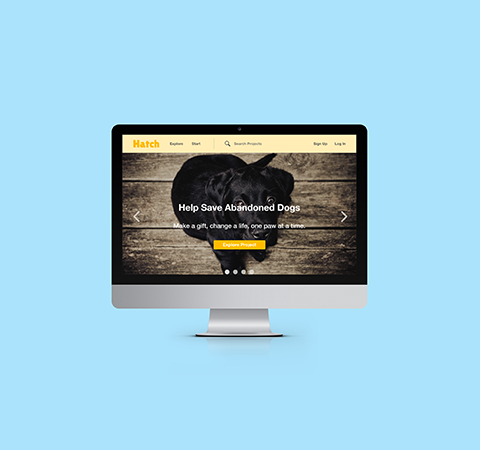 Hatch
Explore Start Search Projects Sign Up Log In
Help Save Abandoned Dogs
Make a gift, change a life, one paw at a time.
Explore Project